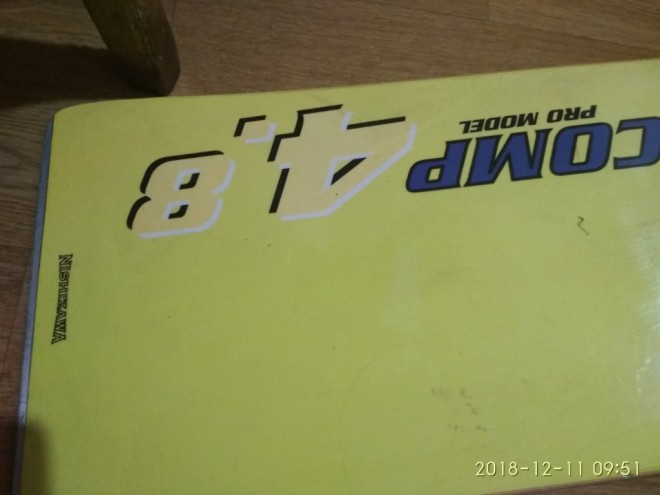 COMP
PRO MODEL
4.8
NISHIZAWA
2018-12-11 09:51